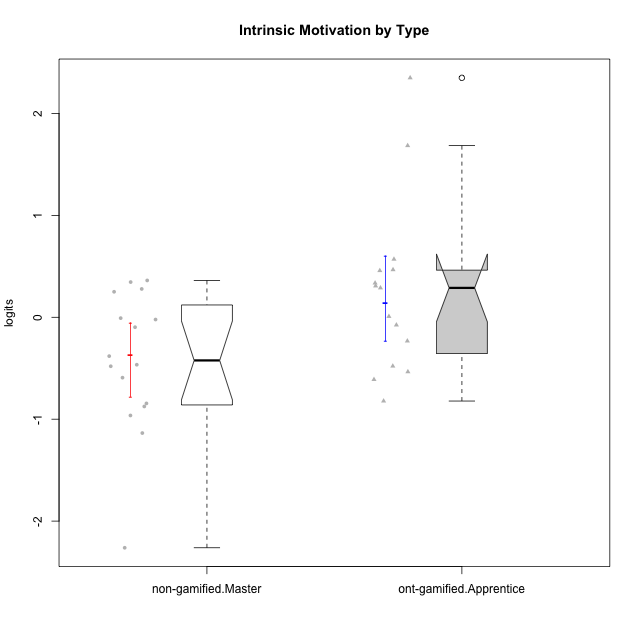 Intrinsic Motivation by Type
logits
2
1
0
-1
-2
non-gamified.Master
ont-gamified.Apprentice